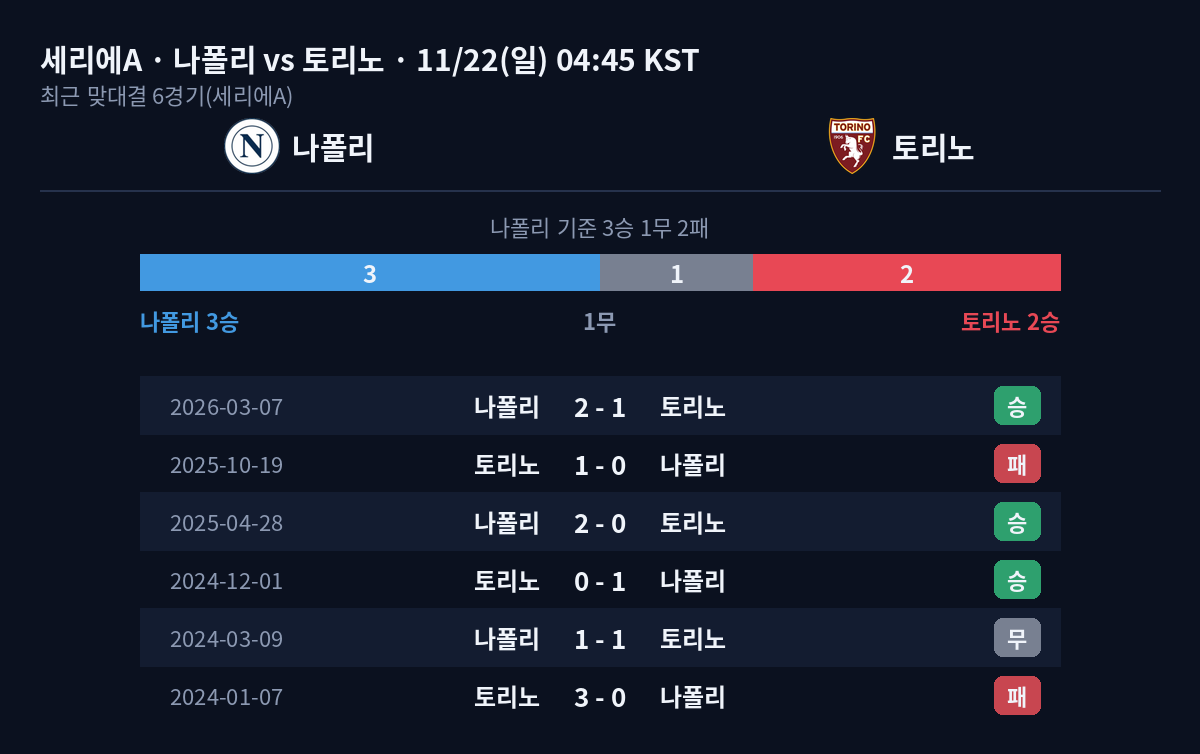 세리에A · 나폴리 vs 토리노 · 11/22(일) 04:45 KST
최근 맞대결 6경기(세리에A)
N 나폴리
TORINO 1906 FC 토리노
나폴리 기준 3승 1무 2패
3 1 2
나폴리 3승 1무 토리노 2승
2026-03-07 나폴리 2 - 1 토리노 승
2025-10-19 토리노 1 - 0 나폴리 패
2025-04-28 나폴리 2 - 0 토리노 승
2024-12-01 토리노 0 - 1 나폴리 승
2024-03-09 나폴리 1 - 1 토리노 무
2024-01-07 토리노 3 - 0 나폴리 패